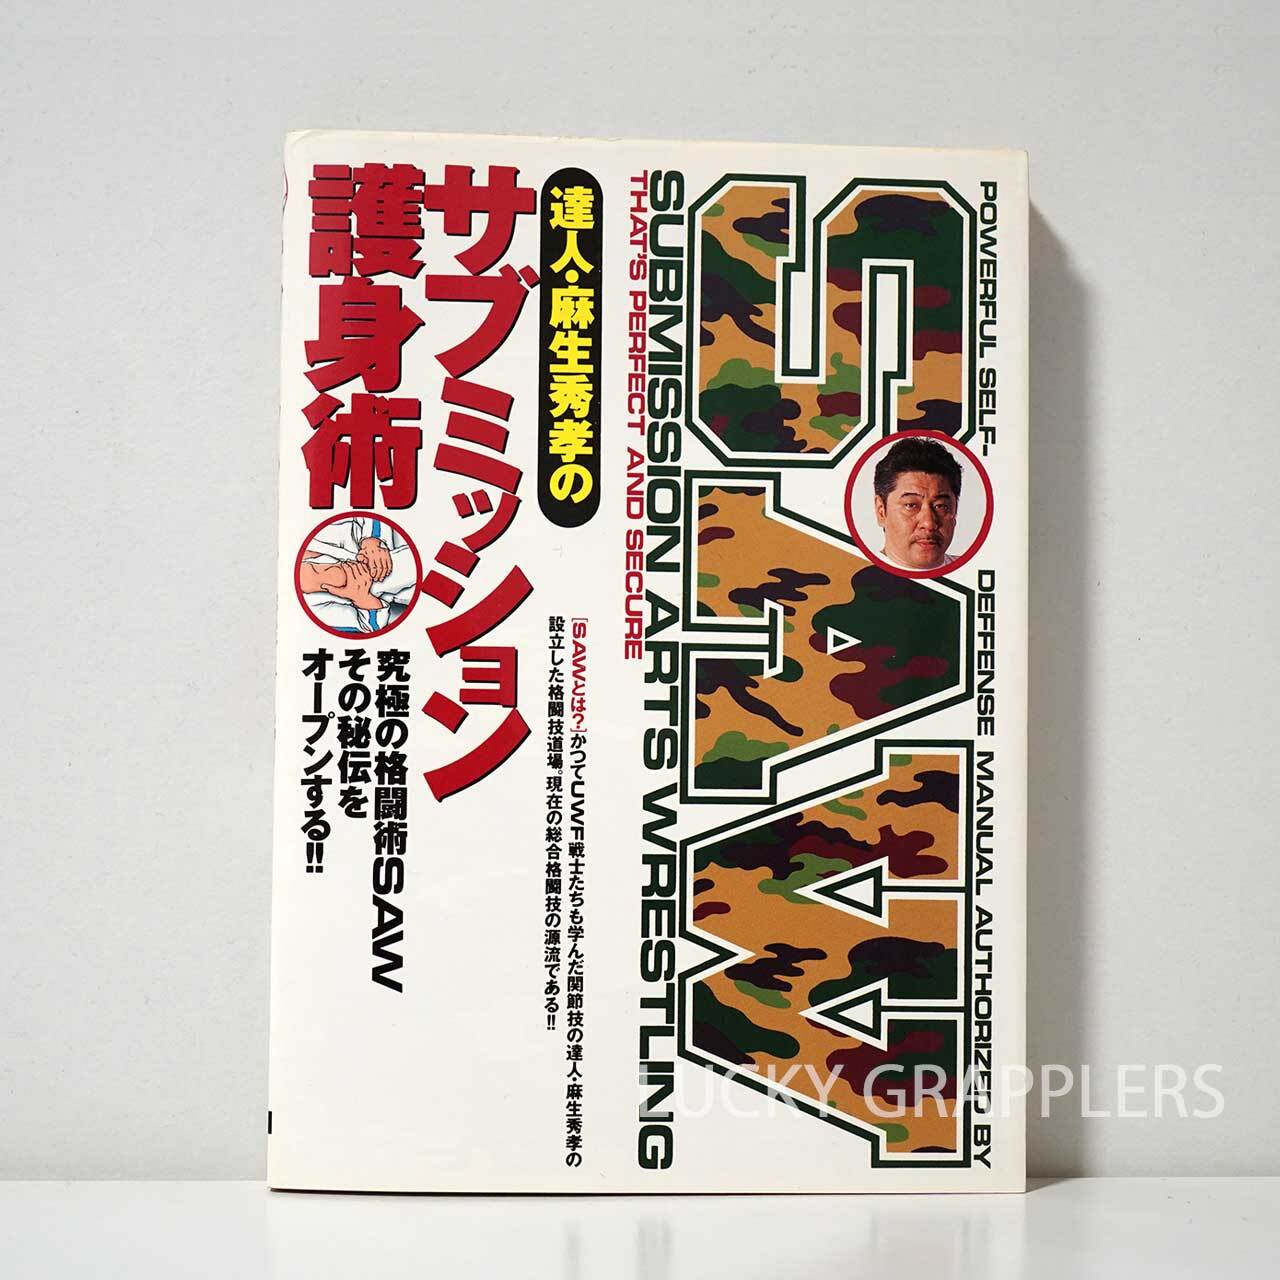 POWERFUL SELF-DEFFENSE MANUAL AUTHORIZED BY
SAW
SUBMISSION ARTS WRESTLING
THAT'S PERFECT AND SECURE
達人・麻生秀孝の
サブミッション
護身術
[SAWとは?]かつてUWF戦士たちも学んだ関節技の達人・麻生秀孝の
設立した格闘技道場。現在の総合格闘技の源流である!!
究極の格闘術SAW
その秘伝を
オープンする!!
LUCKY GRAPPLERS